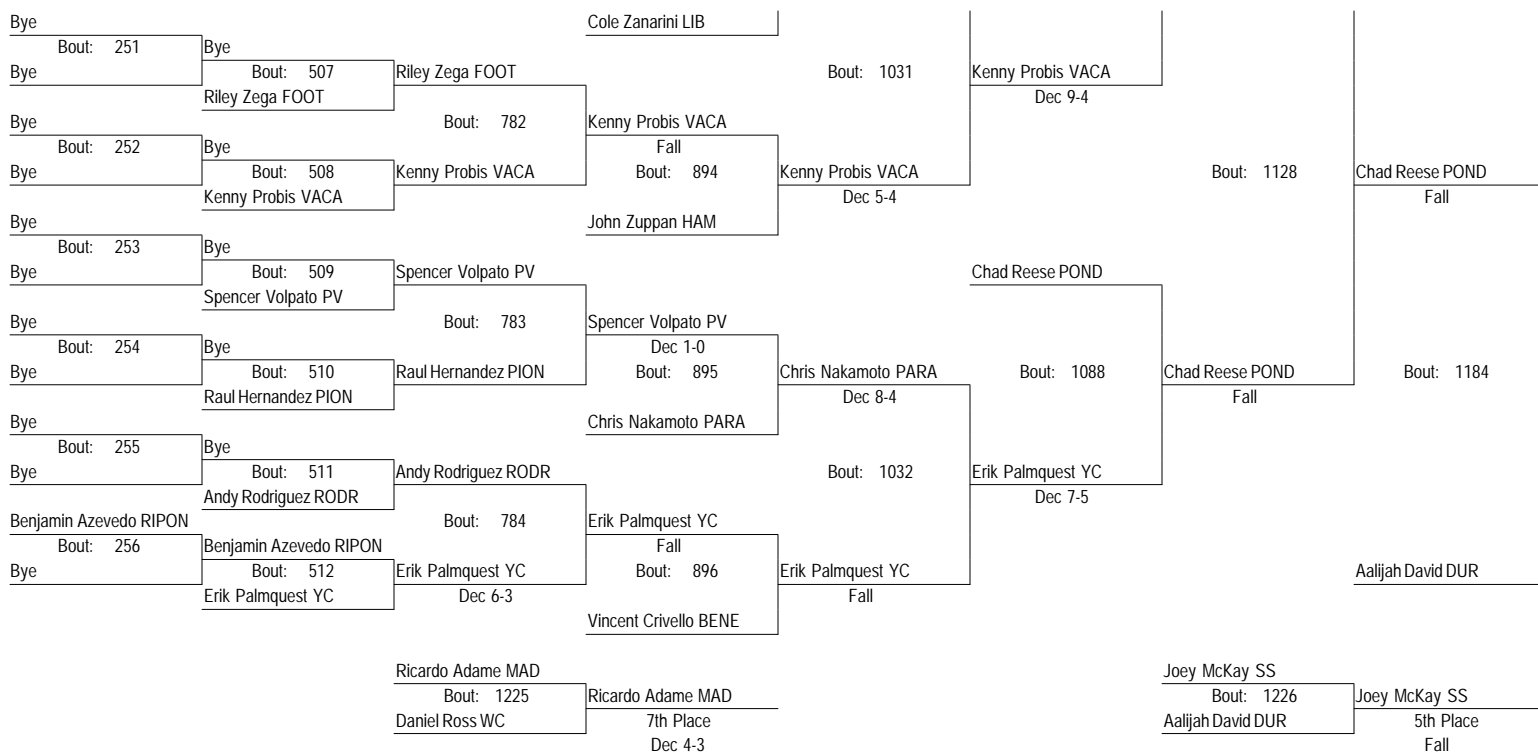 Bye Cole Zanarini LIB
Bout: 251 Bye
Bye Bout: 507 Riley Zega FOOT Bout: 1031 Kenny Probis VACA
Riley Zega FOOT Dec 9-4
Bye Bout: 782 Kenny Probis VACA
Bout: 252 Bye Fall
Bye Bout: 508 Kenny Probis VACA Bout: 894 Kenny Probis VACA Bout: 1128 Chad Reese POND
Kenny Probis VACA Dec 5-4 Fall
Bye John Zuppan HAM
Bout: 253 Bye
Bye Bout: 509 Spencer Volpato PV Chad Reese POND
Spencer Volpato PV
Bye Bout: 783 Spencer Volpato PV
Bout: 254 Bye Dec 1-0
Bye Bout: 510 Raul Hernandez PION Bout: 895 Chris Nakamoto PARA Bout: 1088 Chad Reese POND Bout: 1184
Raul Hernandez PION Dec 8-4 Fall
Bye Chris Nakamoto PARA
Bout: 255 Bye
Bye Bout: 511 Andy Rodriguez RODR Bout: 1032 Erik Palmquest YC
Andy Rodriguez RODR Dec 7-5
Benjamin Azevedo RIPON Bout: 784 Erik Palmquest YC
Bout: 256 Benjamin Azevedo RIPON Fall
Bye Bout: 512 Erik Palmquest YC Bout: 896 Erik Palmquest YC Aalijah David DUR
Erik Palmquest YC Dec 6-3 Fall
Vincent Crivello BENE
Ricardo Adame MAD Joey McKay SS
Bout: 1225 Ricardo Adame MAD Bout: 1226 Joey McKay SS
Daniel Ross WC 7th Place Aalijah David DUR 5th Place
Dec 4-3 Fall